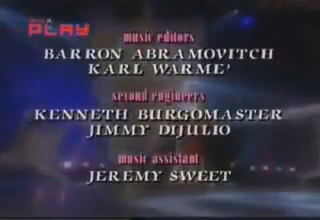 PLAY
music editors
BARRON ABRAMOVITCH
KARL WARME'
second engineers
KENNETH BURGOMASTER
JIMMY DIJULIO
music assistant
JEREMY SWEET